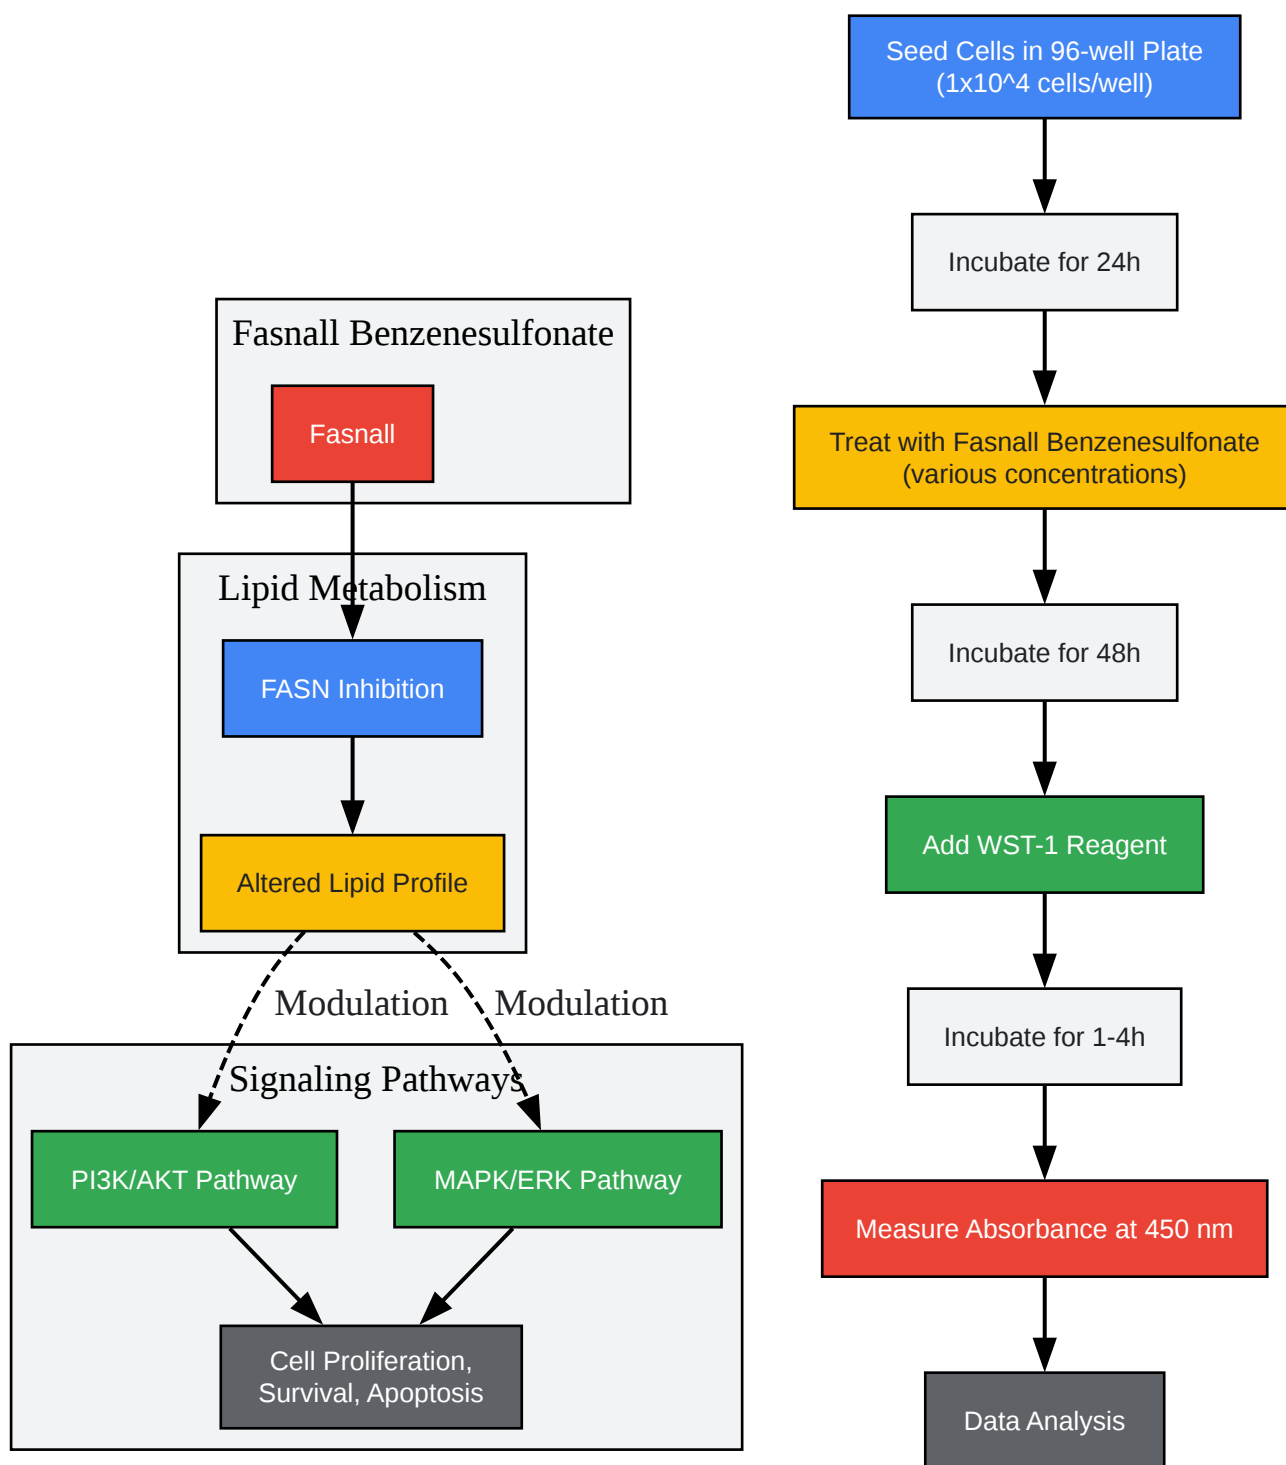 Fasnall Benzenesulfonate
Fasnall
Lipid Metabolism
FASN Inhibition
Altered Lipid Profile
Modulation
Modulation
Signaling Pathways
PI3K/AKT Pathway
MAPK/ERK Pathway
Cell Proliferation,
Survival, Apoptosis
Seed Cells in 96-well Plate
(1x10^4 cells/well)
Incubate for 24h
Treat with Fasnall Benzenesulfonate
(various concentrations)
Incubate for 48h
Add WST-1 Reagent
Incubate for 1-4h
Measure Absorbance at 450 nm
Data Analysis